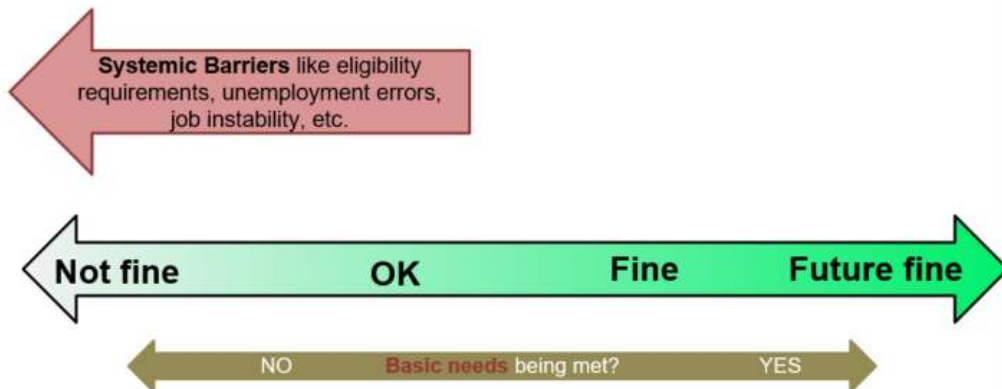 Systemic Barriers like eligibility
requirements, unemployment errors,
job instability, etc.
Not fine OK Fine Future fine
NO Basic needs being met? YES